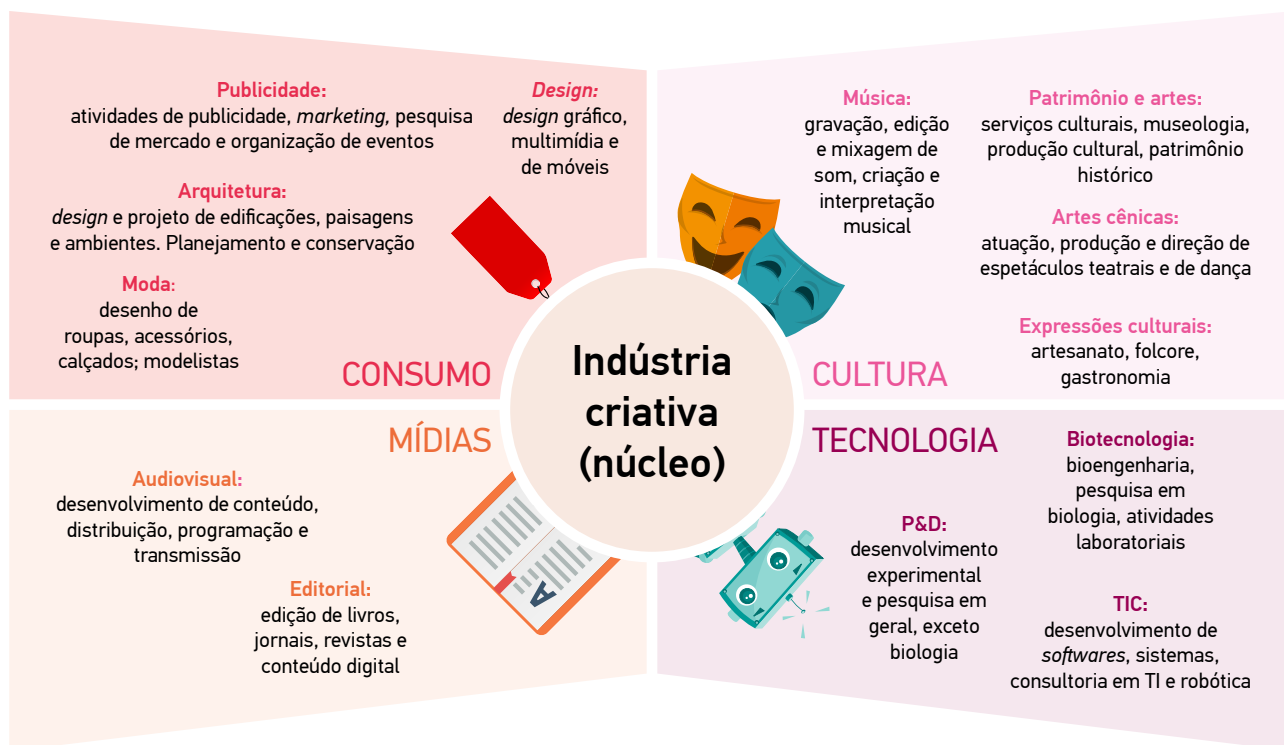 Publicidade:
atividades de publicidade, marketing, pesquisa
de mercado e organização de eventos
Design:
design gráfico,
multimídia e
de móveis
Arquitetura:
design e projeto de edificações, paisagens
e ambientes. Planejamento e conservação
Moda:
desenho de
roupas, acessórios,
calçados; modelistas
CONSUMO
Música:
gravação, edição
e mixagem de
som, criação e
interpretação
musical
Patrimônio e artes:
serviços culturais, museologia,
produção cultural, patrimônio
histórico
Artes cênicas:
atuação, produção e direção de
espetáculos teatrais e de dança
Expressões culturais:
artesanato, folcore,
gastronomia
CULTURA
Indústria
criativa
(núcleo)
MÍDIAS
Audiovisual:
desenvolvimento de conteúdo,
distribuição, programação e
transmissão
Editorial:
edição de livros,
jornais, revistas e
conteúdo digital
A
TECNOLOGIA
Biotecnologia:
bioengenharia,
pesquisa em
biologia, atividades
laboratoriais
P&D:
desenvolvimento
experimental
e pesquisa em
geral, exceto
biologia
TIC:
desenvolvimento de
softwares, sistemas,
consultoria em TI e robótica